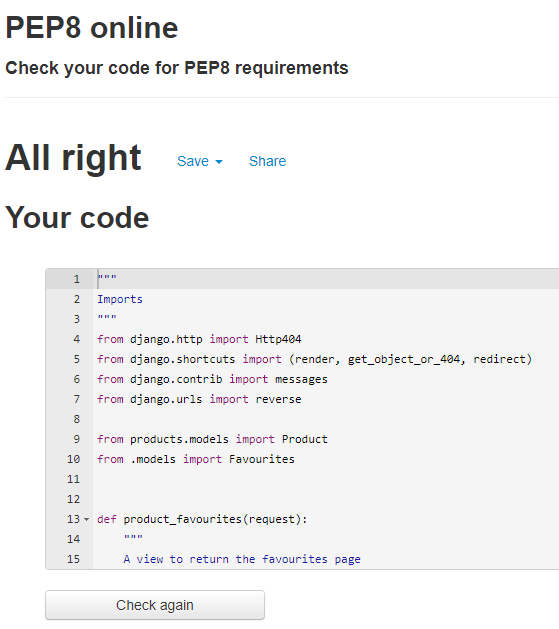 PEP8 online
Check your code for PEP8 requirements
All right Save Share
Your code
1 """
2 Imports
3 """
4 from django.http import Http404
5 from django.shortcuts import (render, get_object_or_404, redirect)
6 from django.contrib import messages
7 from django.urls import reverse
8
9 from products.models import Product
10 from .models import Favourites
11
12
13 def product_favourites(request):
14     """
15     A view to return the favourites page
Check again